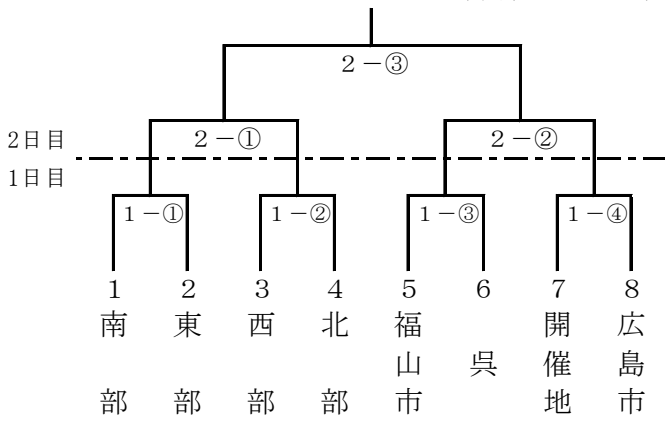 2－③
2－① 2－②
2日目
1日目
1－① 1－② 1－③ 1－④
1 2 3 4 5 6 7 8
南部 東部 西部 北部 福山市 呉 開催地 広島市